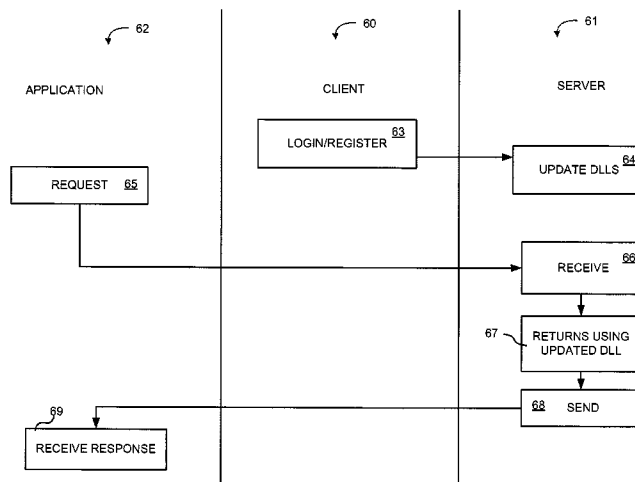 62
60
61
APPLICATION
CLIENT
SERVER
LOGIN/REGISTER 63
UPDATE DLLS 64
REQUEST 65
RECEIVE 66
67
RETURNS USING
UPDATED DLL
68 SEND
69
RECEIVE RESPONSE